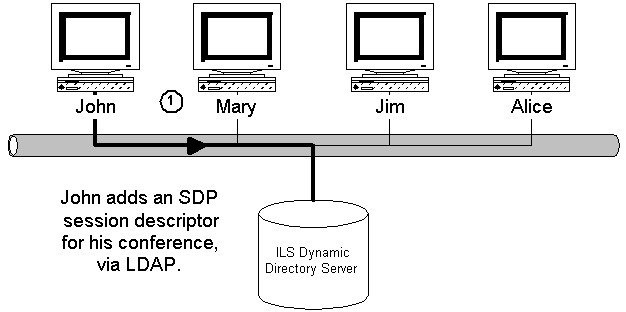 John
1
Mary
Jim
Alice
John adds an SDP
session descriptor
for his conference,
via LDAP.
ILS Dynamic
Directory Server